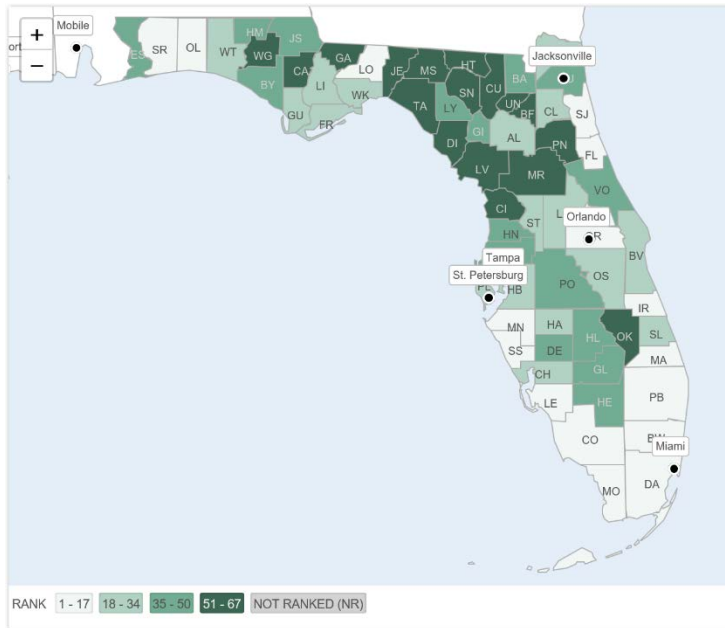 Mobile
ort
+
−
ES
SR
OL
WT
HM
JS
WG
BY
CA
GA
LO
LI
WK
GU
FR
JE
MS
HT
TA
SN
CU
LY
BA
UN
BF
Jacksonville
CL
SJ
GI
AL
PN
FL
DI
LV
MR
VO
CI
ST
Orlando
HN
Tampa
St. Petersburg
HB
PO
OS
BV
IR
MN
HA
HL
OK
SL
SS
DE
MA
CH
GL
LE
HE
PB
CO
Miami
MO
DA
RANK 1 - 17 18 - 34 35 - 50 51 - 67 NOT RANKED (NR)